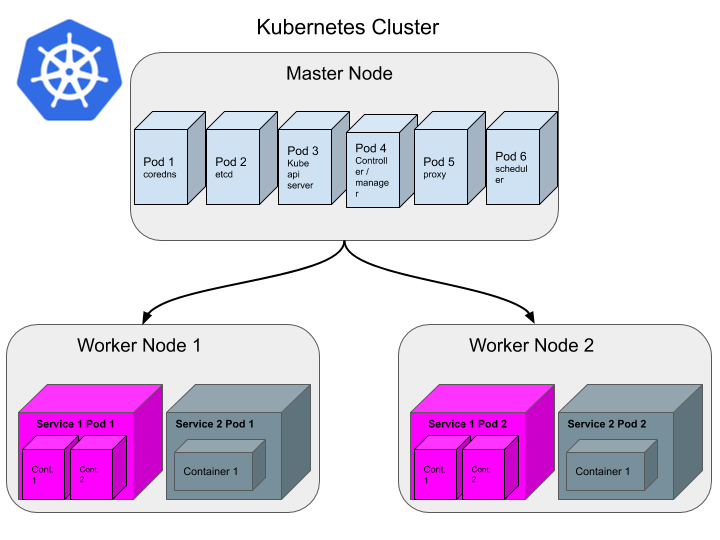 Kubernetes Cluster
Master Node
Pod 1
coredns
Pod 2
etcd
Pod 3
Kube
api
server
Pod 4
Controll
er /
manage
r
Pod 5
proxy
Pod 6
schedul
er
Worker Node 1
Service 1 Pod 1
Cont.
1
Cont.
2
Service 2 Pod 1
Container 1
Worker Node 2
Service 1 Pod 2
Cont.
1
Cont.
2
Service 2 Pod 2
Container 1